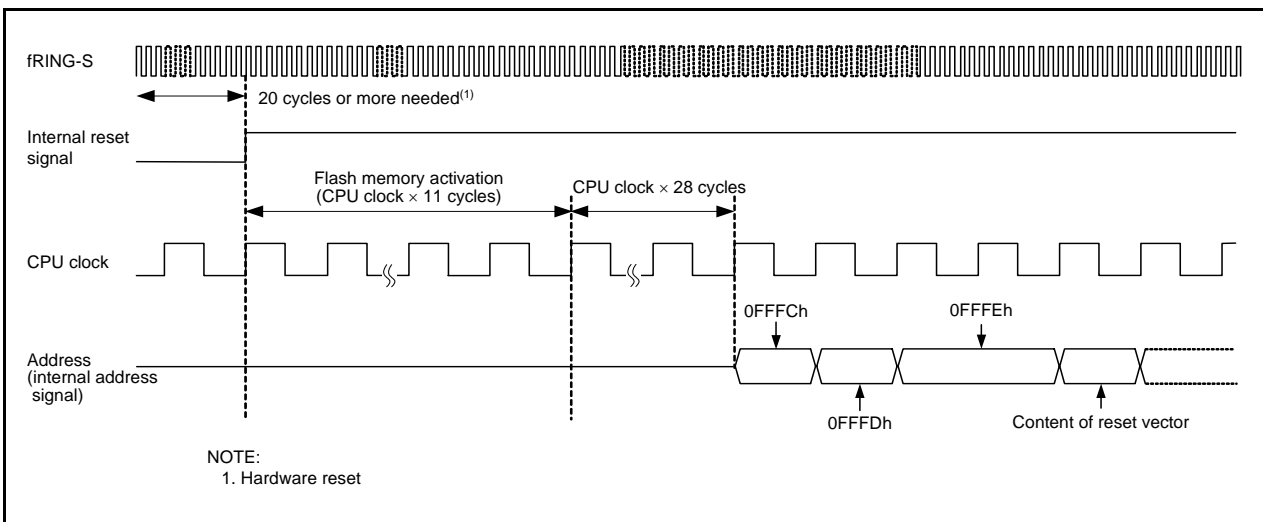 fRING-S
20 cycles or more needed(1)
Internal reset
signal
Flash memory activation
(CPU clock × 11 cycles)
CPU clock × 28 cycles
CPU clock
0FFFCh
0FFFEh
Address
(internal address
signal)
0FFFDh
Content of reset vector
NOTE:
1. Hardware reset